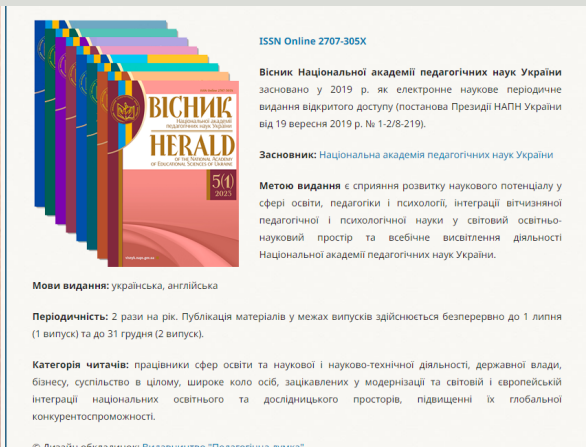 ISSN Online 2707-305X
Вісник Національної академії педагогічних наук України
засновано у 2019 р. як електронне наукове періодичне
видання відкритого доступу (постанова Президії НАПН України
від 19 вересня 2019 р. № 1-2/8-219).
Засновник: Національна академія педагогічних наук України
Метою видання є сприяння розвитку наукового потенціалу у
сфері освіти, педагогіки і психології, інтеграції вітчизняної
педагогічної і психологічної науки у світовий освітньо-
науковий простір та всебічне висвітлення діяльності
Національної академії педагогічних наук України.
ВІСНИК
Національної академії
педагогічних наук України
HERALD
OF THE NATIONAL ACADEMY
OF EDUCATIONAL SCIENCES OF UKRAINE
5(1)
2023
Мови видання: українська, англійська
Періодичність: 2 рази на рік. Публікація матеріалів у межах випусків здійснюється безперервно до 1 липня
(1 випуск) та до 31 грудня (2 випуск).
Категорія читачів: працівники сфер освіти та наукової і науково-технічної діяльності, державної влади,
бізнесу, суспільство в цілому, широке коло осіб, зацікавлених у модернізації та світовій і європейській
інтеграції національних освітнього та дослідницького просторів, підвищенні їх глобальної
конкурентоспроможності.
© Дизайн обкладинок: Видавництво "Педагогічна думка"